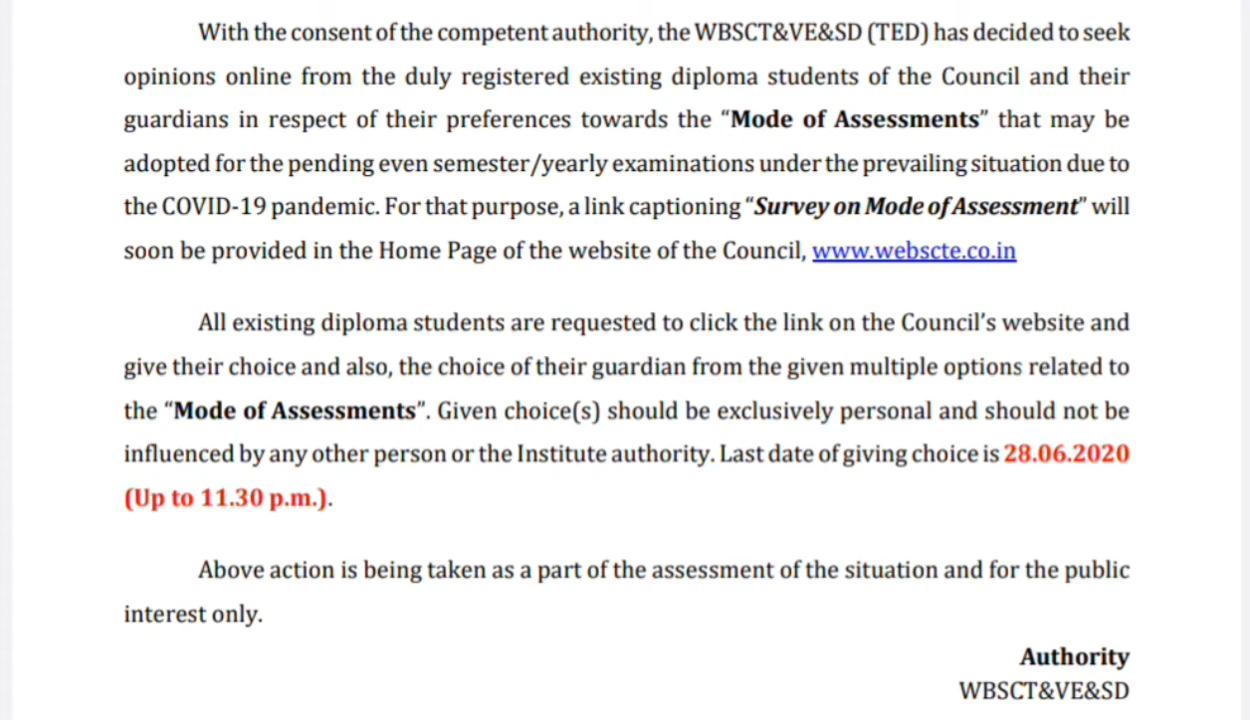 With the consent of the competent authority, the WBSCT&VE&SD (TED) has decided to seek
opinions online from the duly registered existing diploma students of the Council and their
guardians in respect of their preferences towards the “Mode of Assessments” that may be
adopted for the pending even semester/yearly examinations under the prevailing situation due to
the COVID-19 pandemic. For that purpose, a link captioning “Survey on Mode of Assessment” will
soon be provided in the Home Page of the website of the Council, www.webscte.co.in
All existing diploma students are requested to click the link on the Council’s website and
give their choice and also, the choice of their guardian from the given multiple options related to
the “Mode of Assessments”. Given choice(s) should be exclusively personal and should not be
influenced by any other person or the Institute authority. Last date of giving choice is 28.06.2020
(Up to 11.30 p.m.).
Above action is being taken as a part of the assessment of the situation and for the public
interest only.
Authority
WBSCT&VE&SD